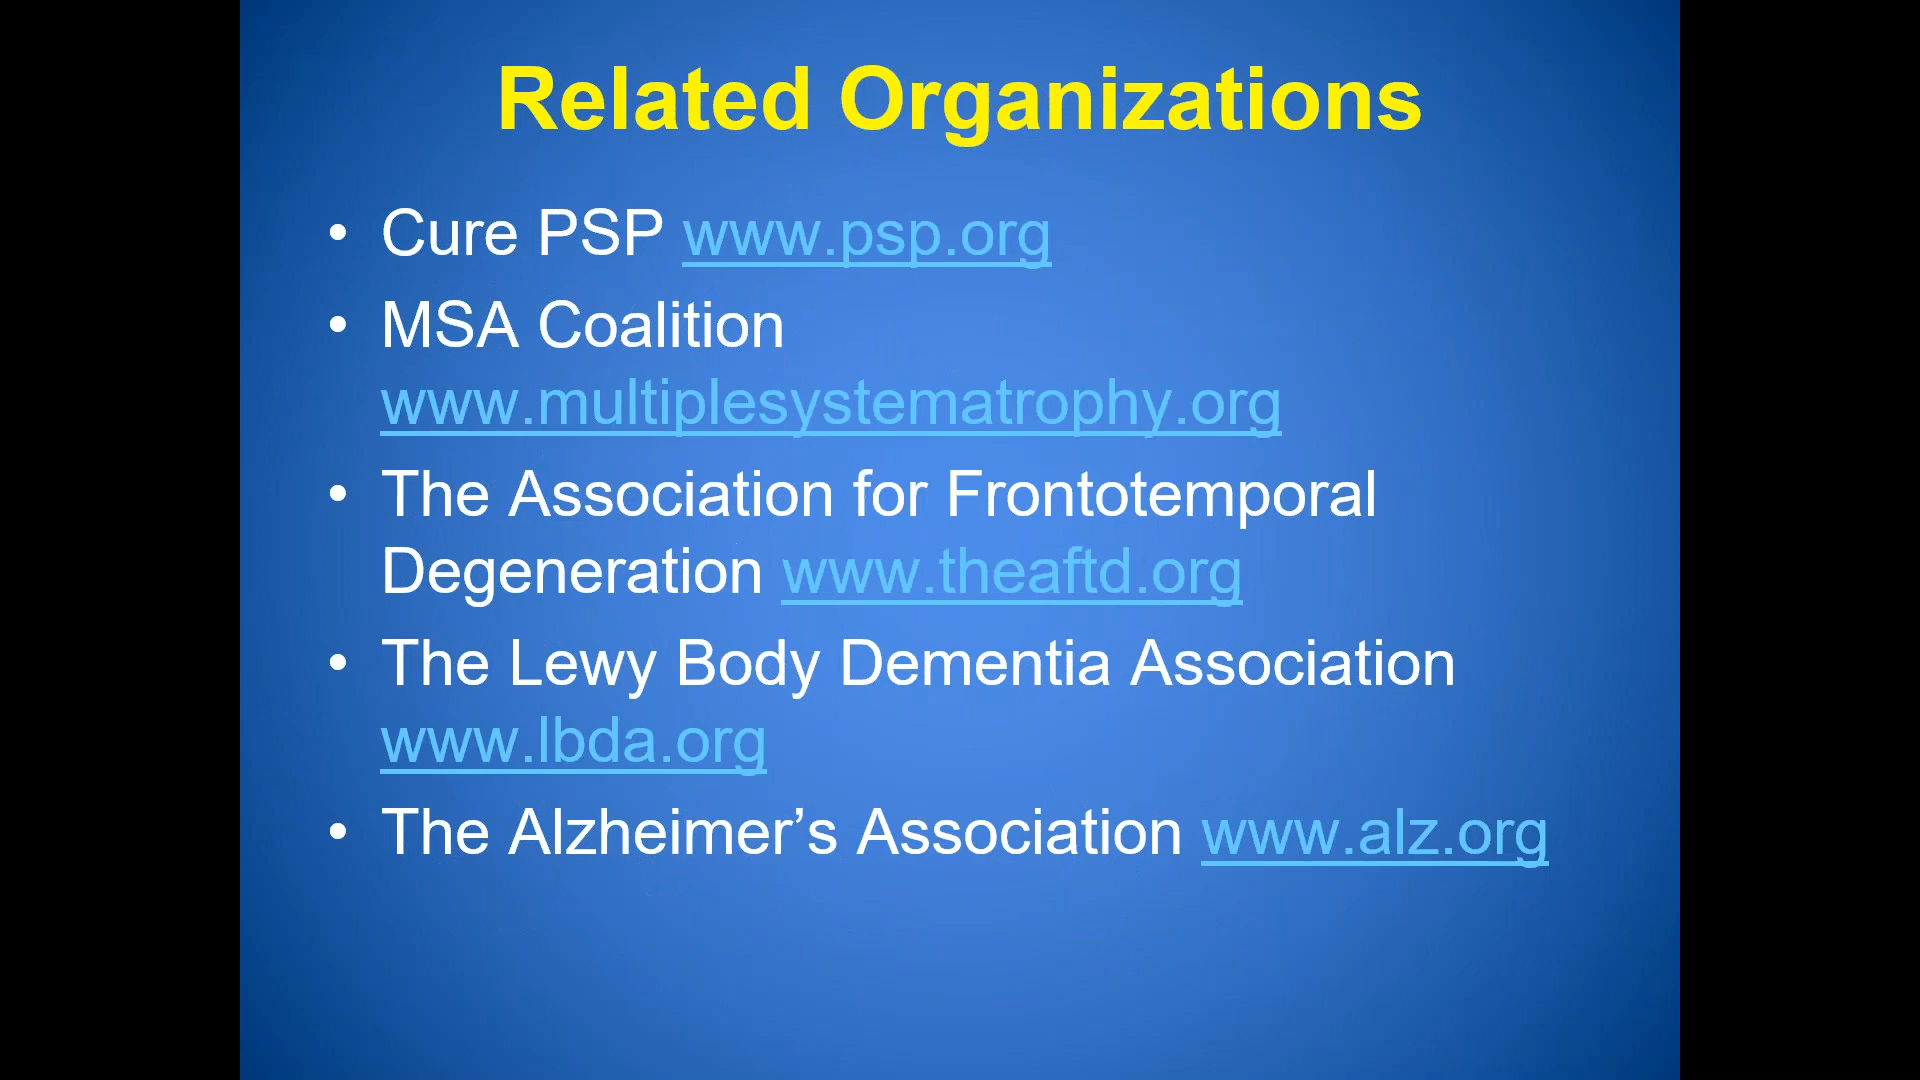 Related Organizations
• Cure PSP www.psp.org
• MSA Coalition
www.multiplesystematrophy.org
• The Association for Frontotemporal
Degeneration www.theaftd.org
• The Lewy Body Dementia Association
www.lbda.org
• The Alzheimer’s Association www.alz.org